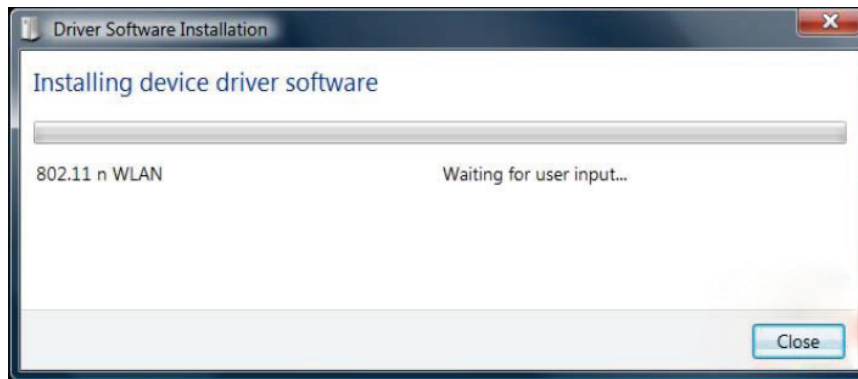 Driver Software Installation
Installing device driver software
802.11 n WLAN Waiting for user input...
Close